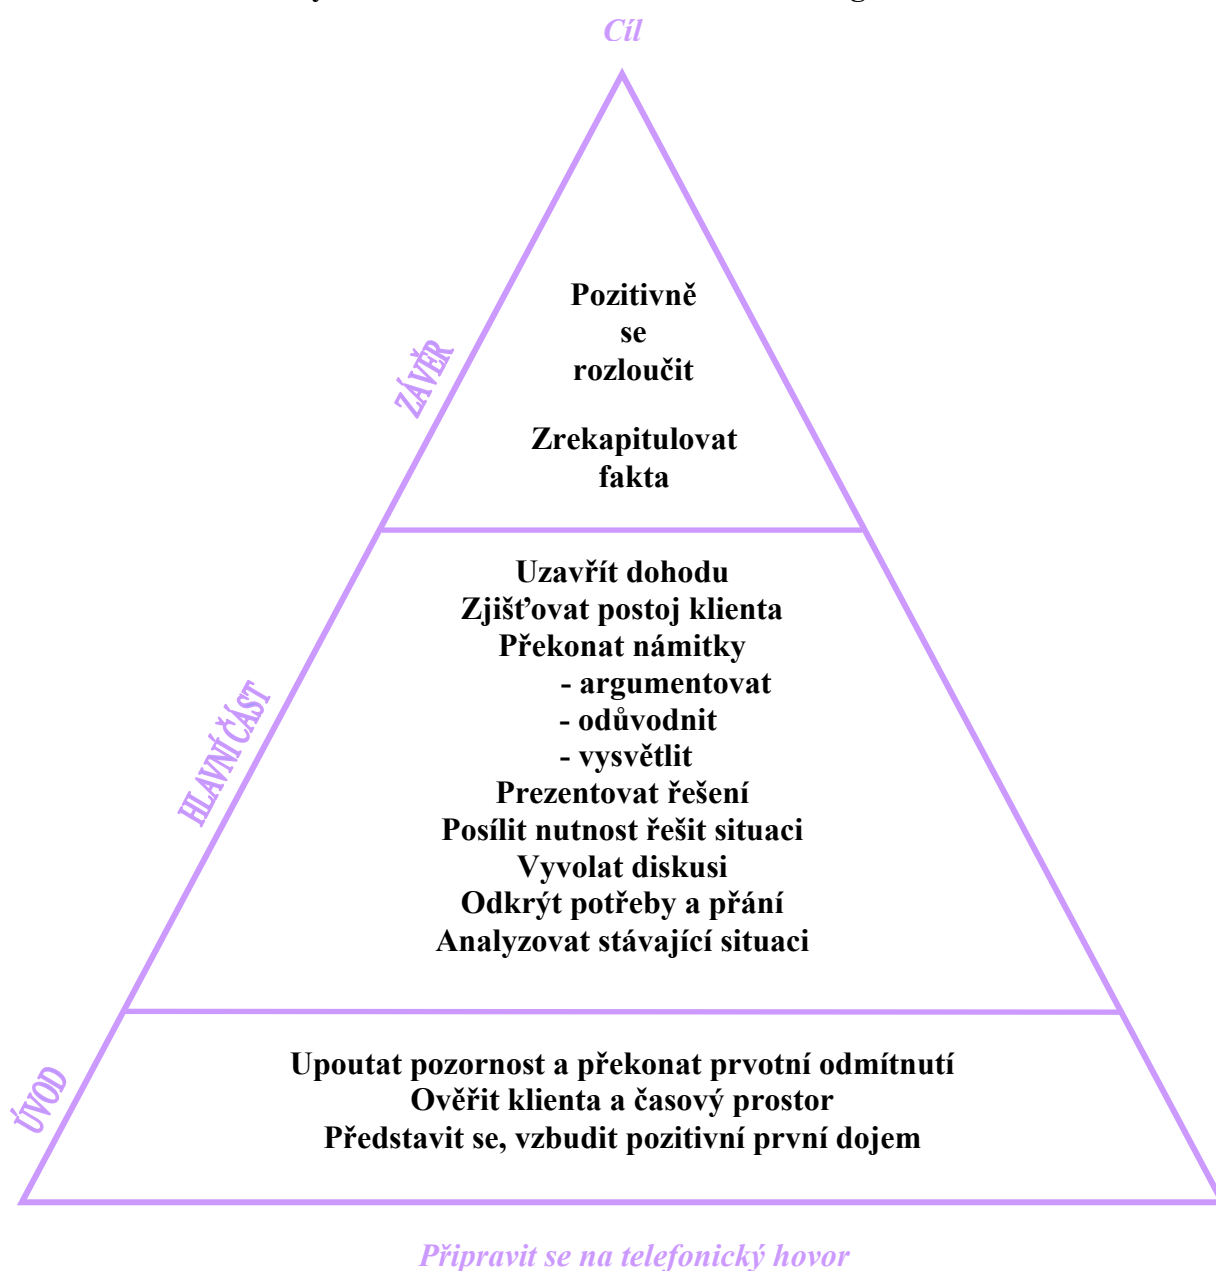 Cíl
Pozitivně
se
rozloučit
Zrekapitulovat
fakta
ZÁVĚR
Uzavřít dohodu
Zjišťovat postoj klienta
Překonat námitky
- argumentovat
- odůvodnit
- vysvětlit
Prezentovat řešení
Posílit nutnost řešit situaci
Vyvolat diskusi
Odkrýt potřeby a přání
Analyzovat stávající situaci
HLAVNÍ ČÁST
Upoutat pozornost a překonat prvotní odmítnutí
Ověřit klienta a časový prostor
Představit se, vzbudit pozitivní první dojem
ÚVOD
Připravit se na telefonický hovor